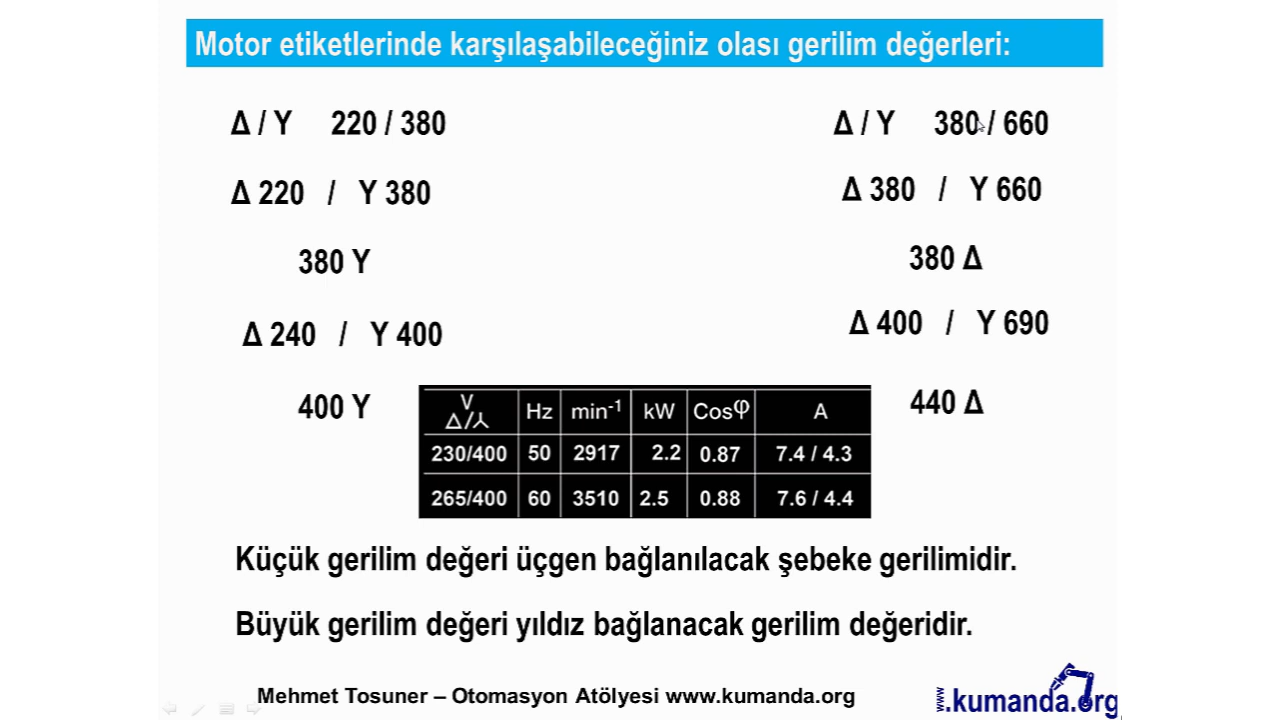 Motor etiketlerinde karşılaşabileceğiniz olası gerilim değerleri:
Δ / Y 220 / 380
Δ 220 / Y 380
380 Y
Δ 240 / Y 400
400 Y
Δ / Y 380 / 660
Δ 380 / Y 660
380 Δ
Δ 400 / Y 690
440 Δ
V Δ/⅄ Hz min-1 kW Cosφ A
230/400 50 2917 2.2 0.87 7.4 / 4.3
265/400 60 3510 2.5 0.88 7.6 / 4.4
Küçük gerilim değeri üçgen bağlanılacak şebeke gerilimidir.
Büyük gerilim değeri yıldız bağlanacak gerilim değeridir.
Mehmet Tosuner – Otomasyon Atölyesi www.kumanda.org
www.kumanda.org